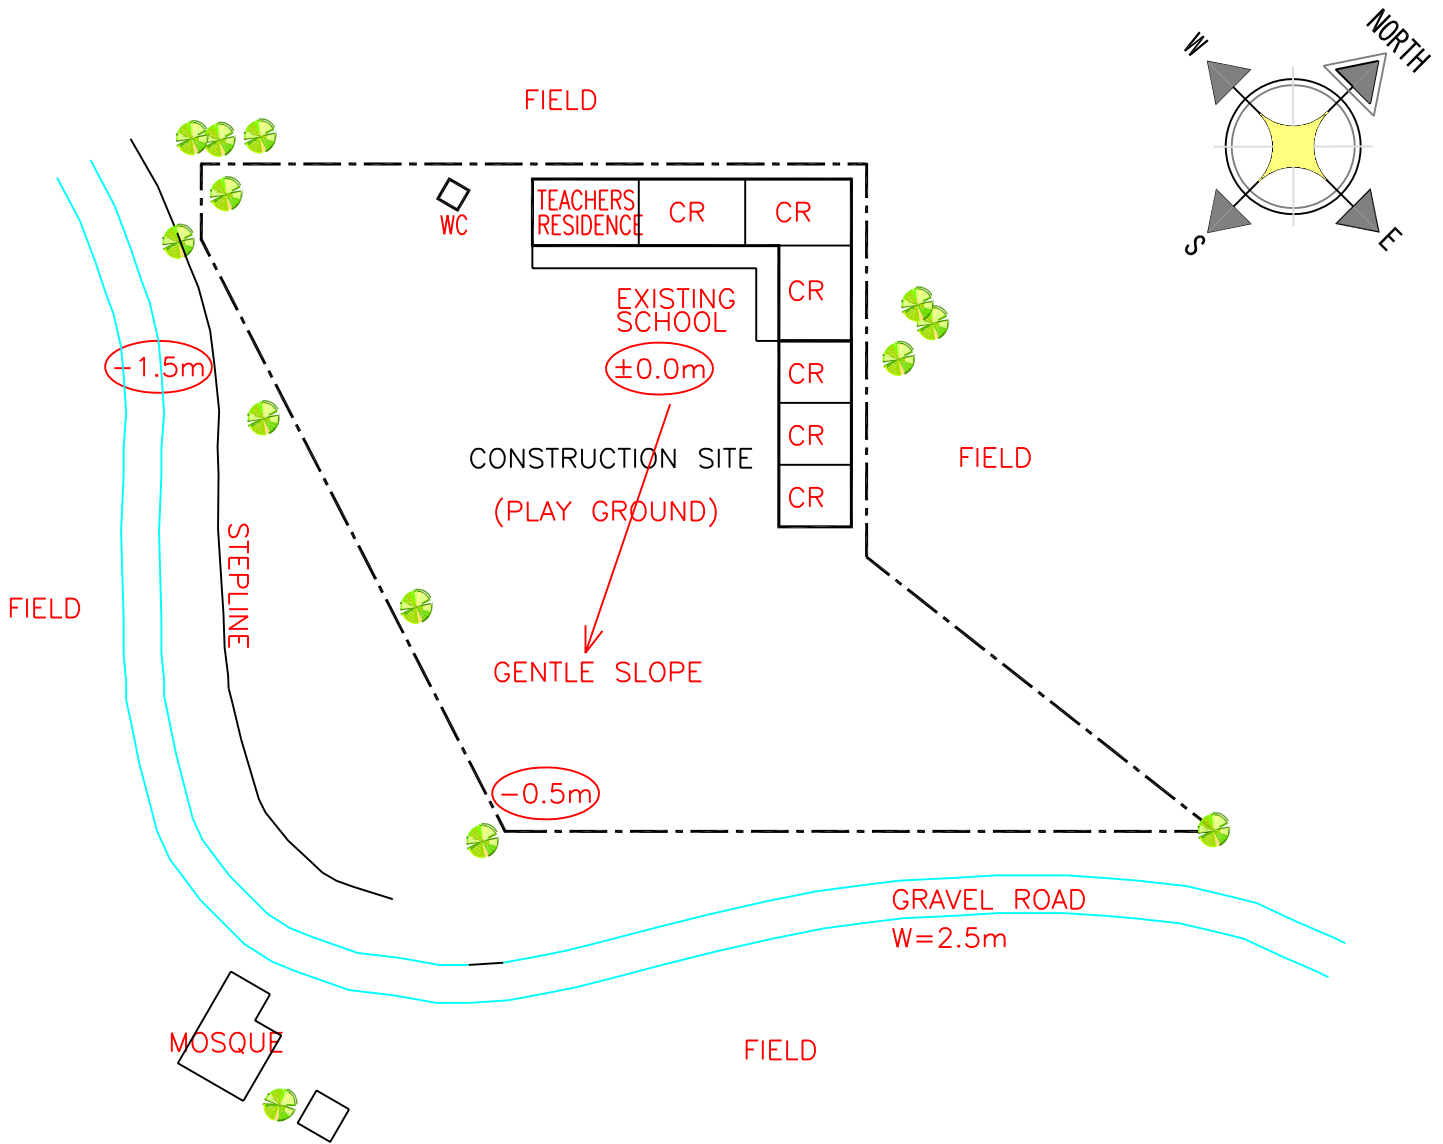 NORTH
W
FIELD
TEACHERS
RESIDENCE
CR
CR
WC
S
E
CR
EXISTING
SCHOOL
-1.5m
±0.0m
CR
CR
CONSTRUCTION SITE
FIELD
CR
(PLAY GROUND)
STEPLINE
FIELD
GENTLE SLOPE
-0.5m
GRAVEL ROAD
W=2.5m
MOSQUE
FIELD